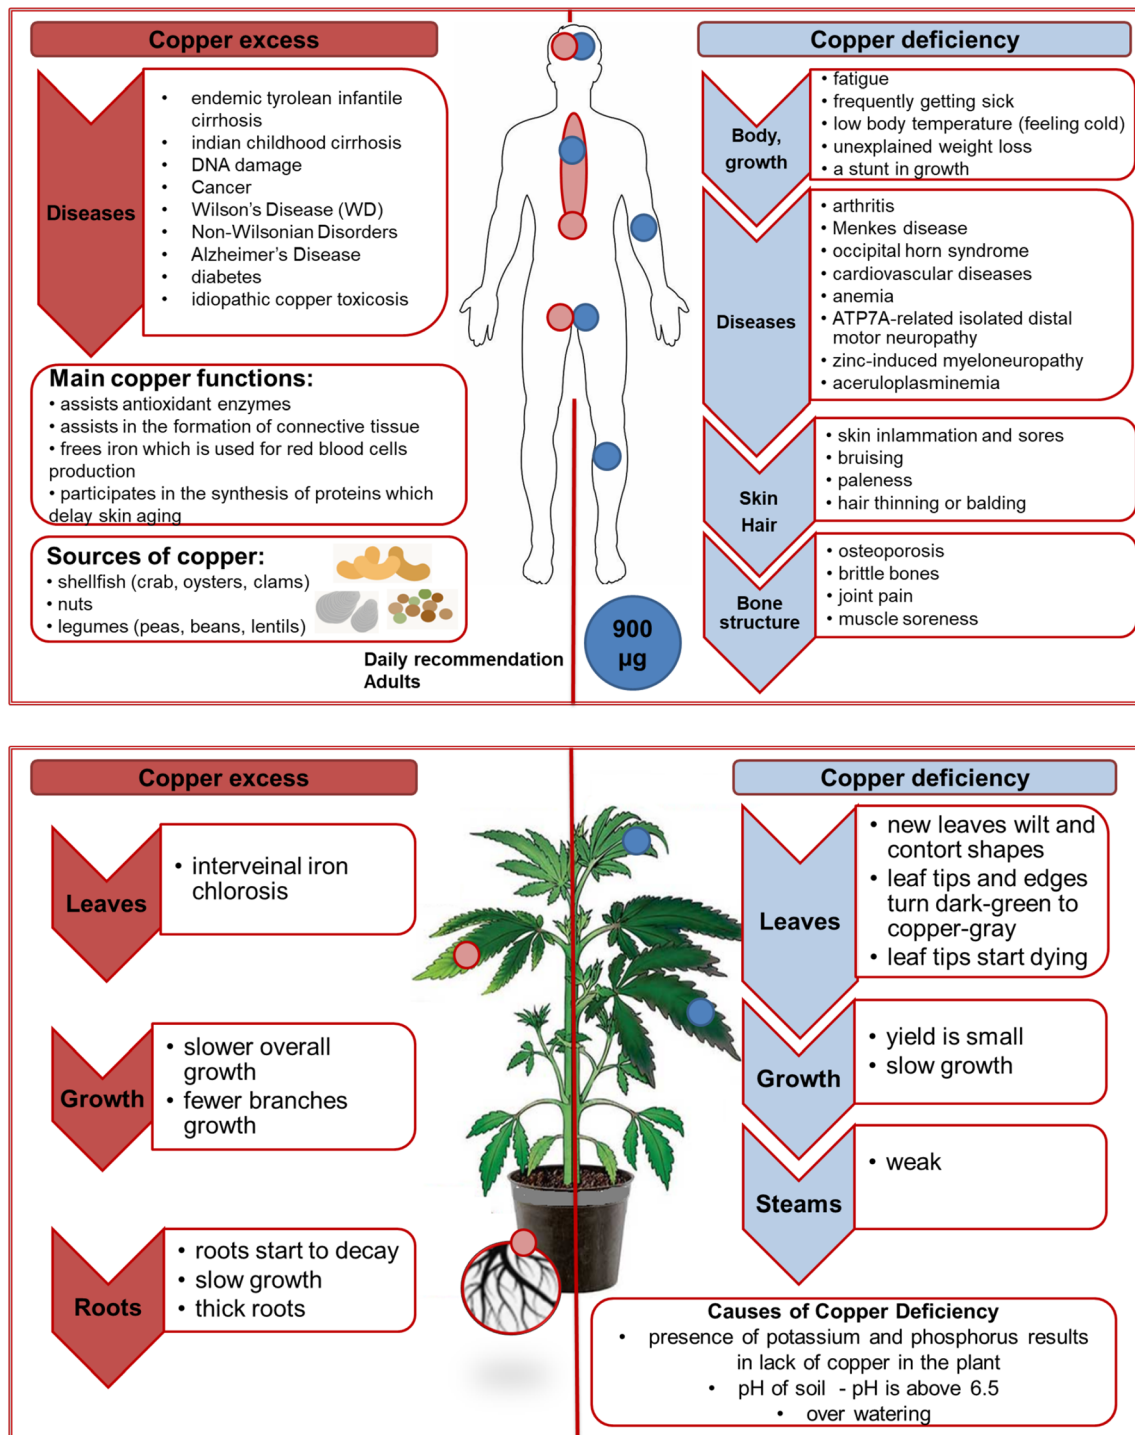 Copper excess
Diseases
• endemic tyrolean infantile
cirrhosis
• indian childhood cirrhosis
• DNA damage
• Cancer
• Wilson's Disease (WD)
• Non-Wilsonian Disorders
• Alzheimer's Disease
• diabetes
• idiopathic copper toxicosis
Main copper functions:
• assists antioxidant enzymes
• assists in the formation of connective tissue
• frees iron which is used for red blood cells
production
• participates in the synthesis of proteins which
delay skin aging
Sources of copper:
• shellfish (crab, oysters, clams)
• nuts
• legumes (peas, beans, lentils)
Daily recommendation
Adults
900
µg
Copper deficiency
Body,
growth
• fatigue
• frequently getting sick
• low body temperature (feeling cold)
• unexplained weight loss
• a stunt in growth
Diseases
• arthritis
• Menkes disease
• occipital horn syndrome
• cardiovascular diseases
• anemia
• ATP7A-related isolated distal
motor neuropathy
• zinc-induced myeloneuropathy
• aceruloplasminemia
Skin
Hair
• skin inlammation and sores
• bruising
• paleness
• hair thinning or balding
Bone
structure
• osteoporosis
• brittle bones
• joint pain
• muscle soreness
Copper excess
Leaves
• interveinal iron
chlorosis
Growth
• slower overall
growth
• fewer branches
growth
Roots
• roots start to decay
• slow growth
• thick roots
Copper deficiency
Leaves
• new leaves wilt and
contort shapes
• leaf tips and edges
turn dark-green to
copper-gray
• leaf tips start dying
Growth
• yield is small
• slow growth
Steams
• weak
Causes of Copper Deficiency
• presence of potassium and phosphorus results
in lack of copper in the plant
• pH of soil - pH is above 6.5
• over watering